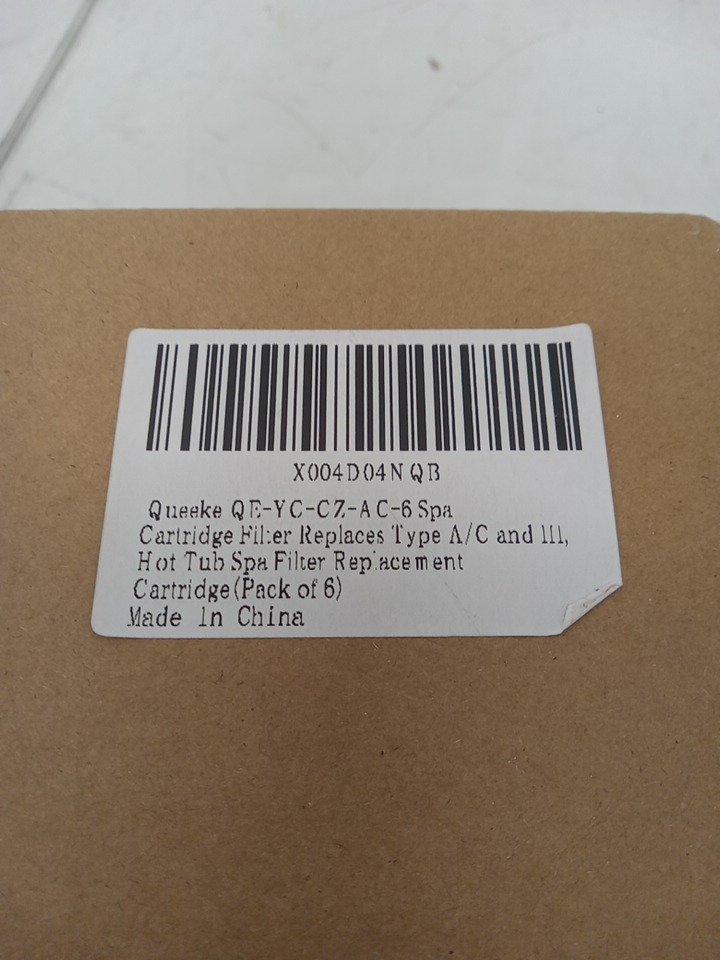 X004D04NQB
Queeke QE-YC-CZ-AC-6 Spa
Cartridge Filter Replaces Type A/C and III,
Hot Tub Spa Filter Replacement
Cartridge(Pack of 6)
Made In China